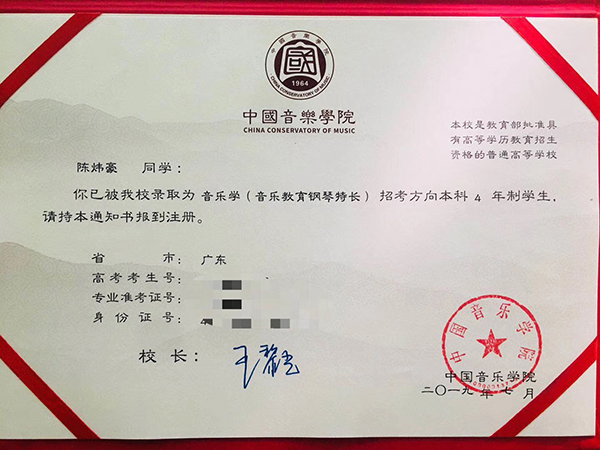 中国音樂学院
1964
CHINA CONSERVATORY OF MUSIC
中國音樂學院
CHINA CONSERVATORY OF MUSIC
本校是教育部批准具
有高等学历教育招生
资格的普通高等学校
陈炜豪 同学:
你已被我校录取为 音乐学(音乐教育钢琴特长) 招考方向本科 4 年制学生,
请持本通知书报到注册。
省 市: 广东
高考考生号:
专业准考证号:
身份证号:
校长:
中国音乐学院
中国音乐学院
二〇一九年七月